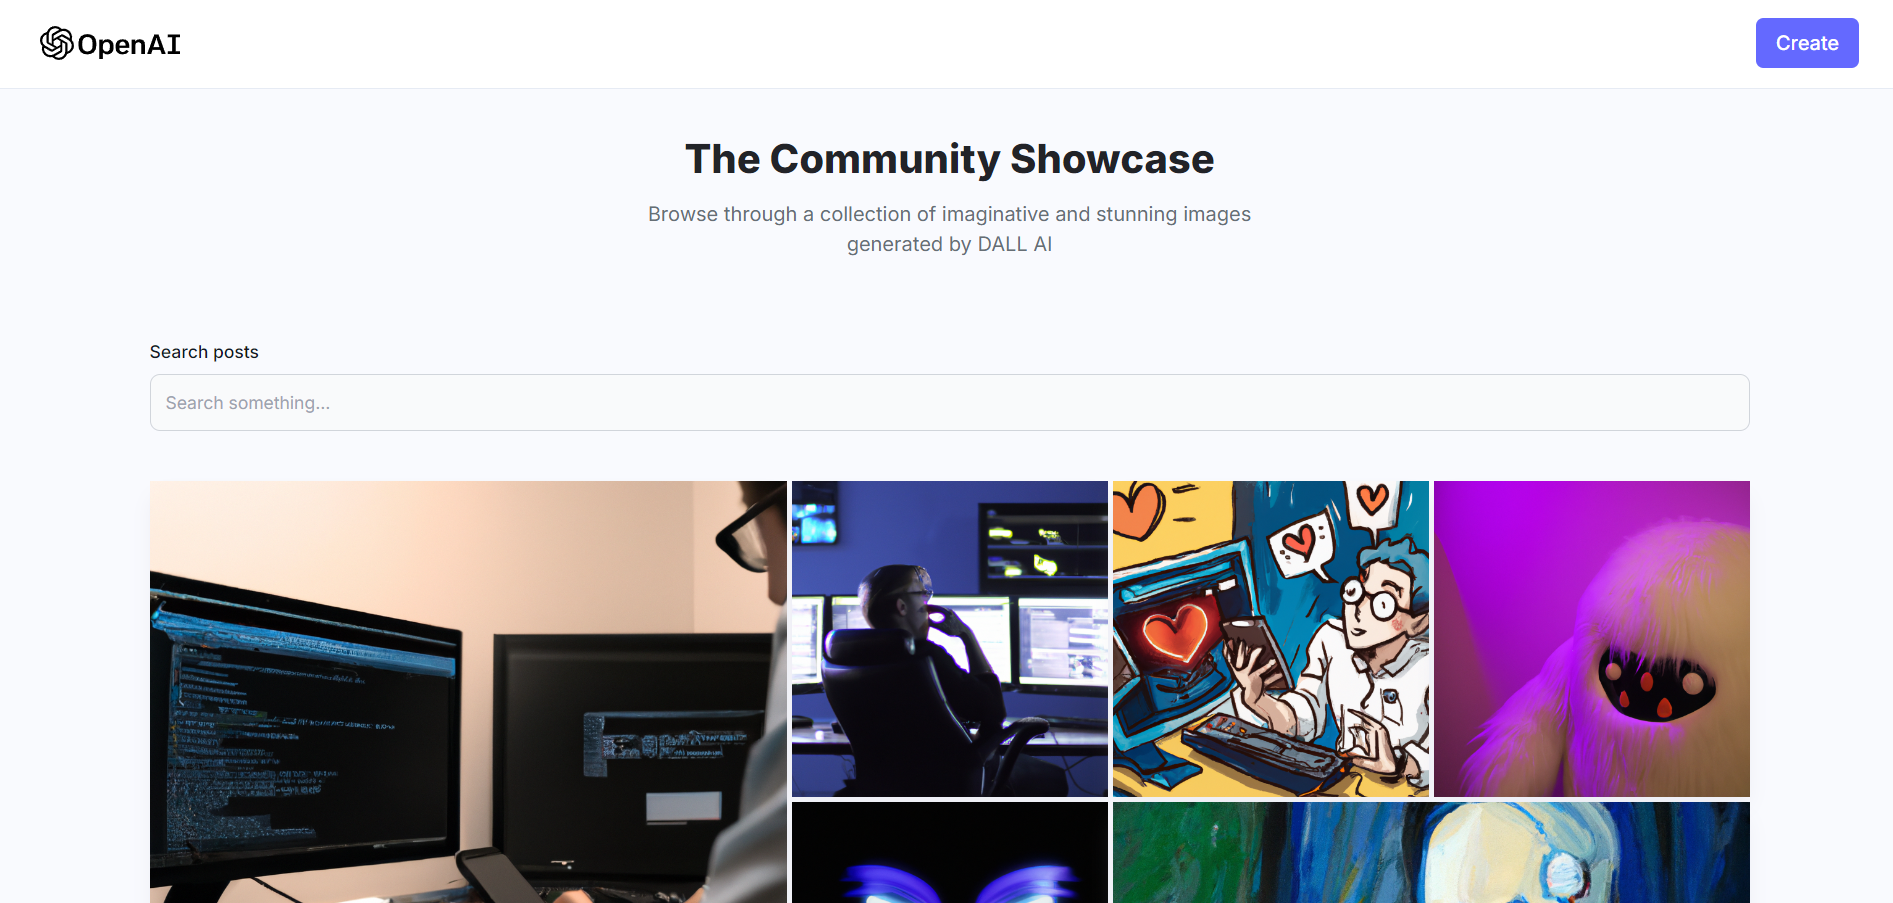 OpenAI
Create
The Community Showcase
Browse through a collection of imaginative and stunning images
generated by DALL AI
Search posts
Search something...